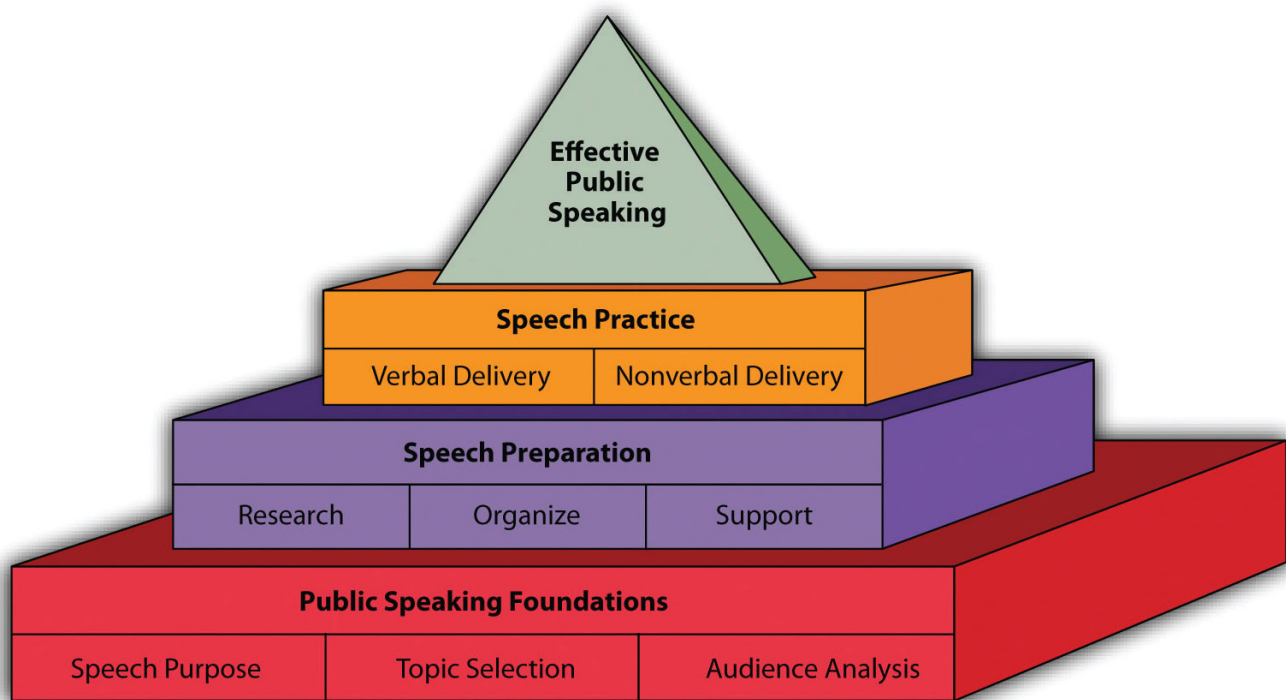 Effective
Public
Speaking
Speech Practice
Verbal Delivery
Nonverbal Delivery
Speech Preparation
Research
Organize
Support
Public Speaking Foundations
Speech Purpose
Topic Selection
Audience Analysis